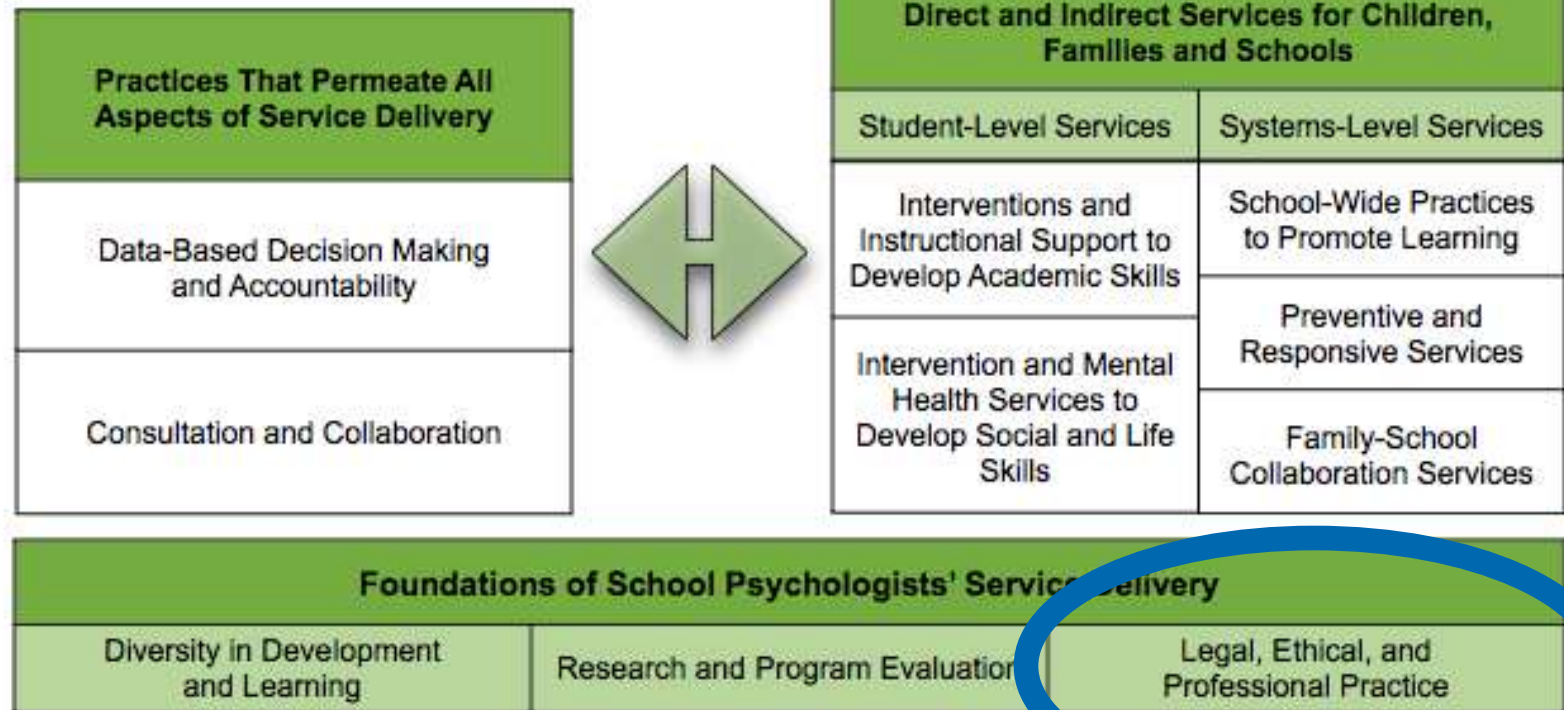 Practices That Permeate All
Aspects of Service Delivery
Data-Based Decision Making
and Accountability
Consultation and Collaboration
Direct and Indirect Services for Children,
Families and Schools
Student-Level Services
Systems-Level Services
Interventions and
Instructional Support to
Develop Academic Skills
Intervention and Mental
Health Services to
Develop Social and Life
Skills
School-Wide Practices
to Promote Learning
Preventive and
Responsive Services
Family-School
Collaboration Services
Foundations of School Psychologists' Service Delivery
Diversity in Development
and Learning
Research and Program Evaluation
Legal, Ethical, and
Professional Practice